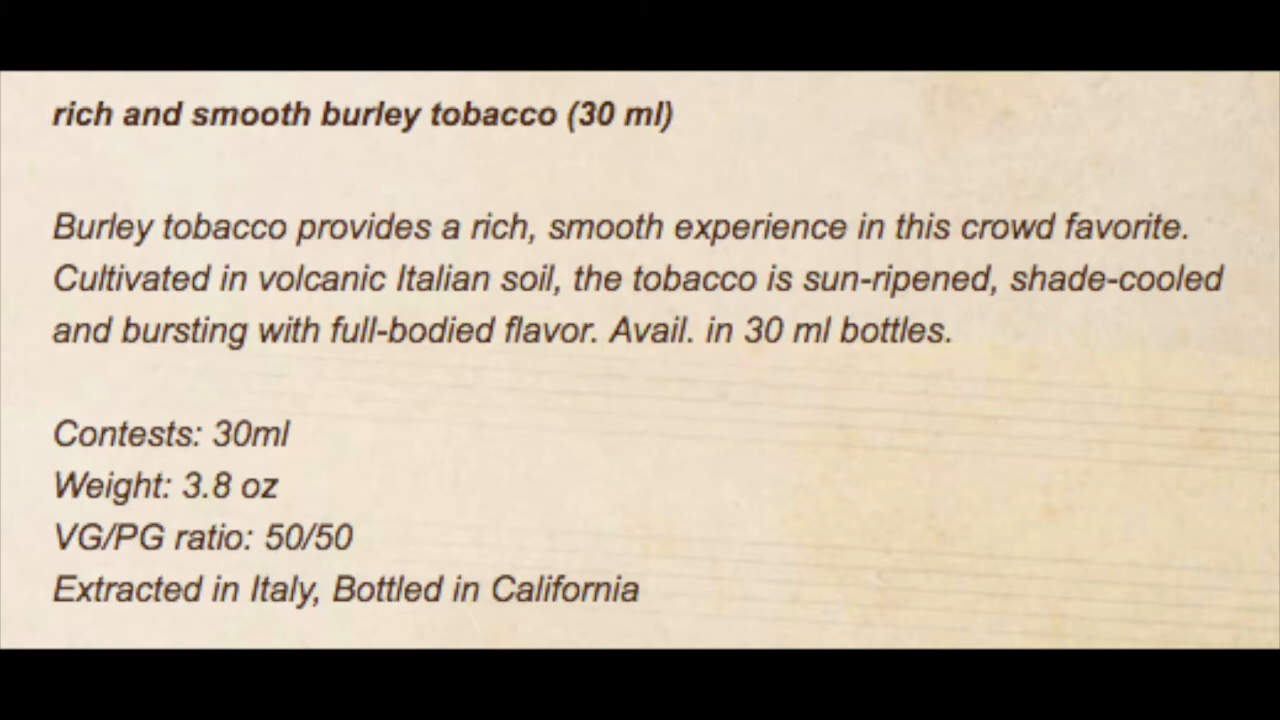 rich and smooth burley tobacco (30 ml)
Burley tobacco provides a rich, smooth experience in this crowd favorite.
Cultivated in volcanic Italian soil, the tobacco is sun-ripened, shade-cooled
and bursting with full-bodied flavor. Avail. in 30 ml bottles.
Contests: 30ml
Weight: 3.8 oz
VG/PG ratio: 50/50
Extracted in Italy, Bottled in California